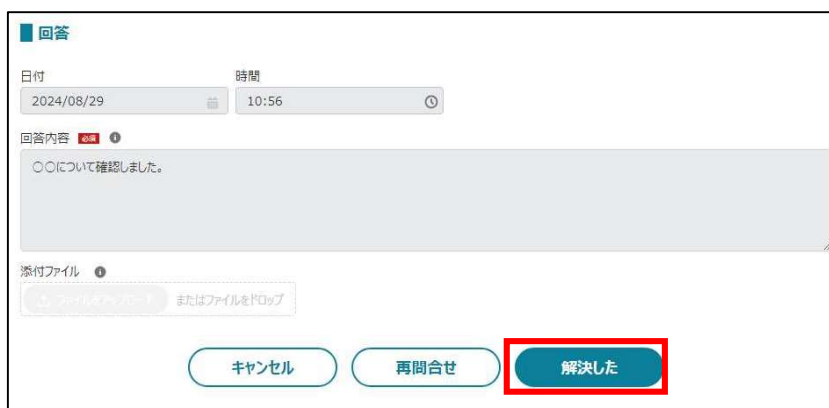 回答
日付 時間
2024/08/29 10:56
回答内容 必須
○○について確認しました。
添付ファイル
ファイルをアップロード またはファイルをドロップ
キャンセル 再問合せ 解決した